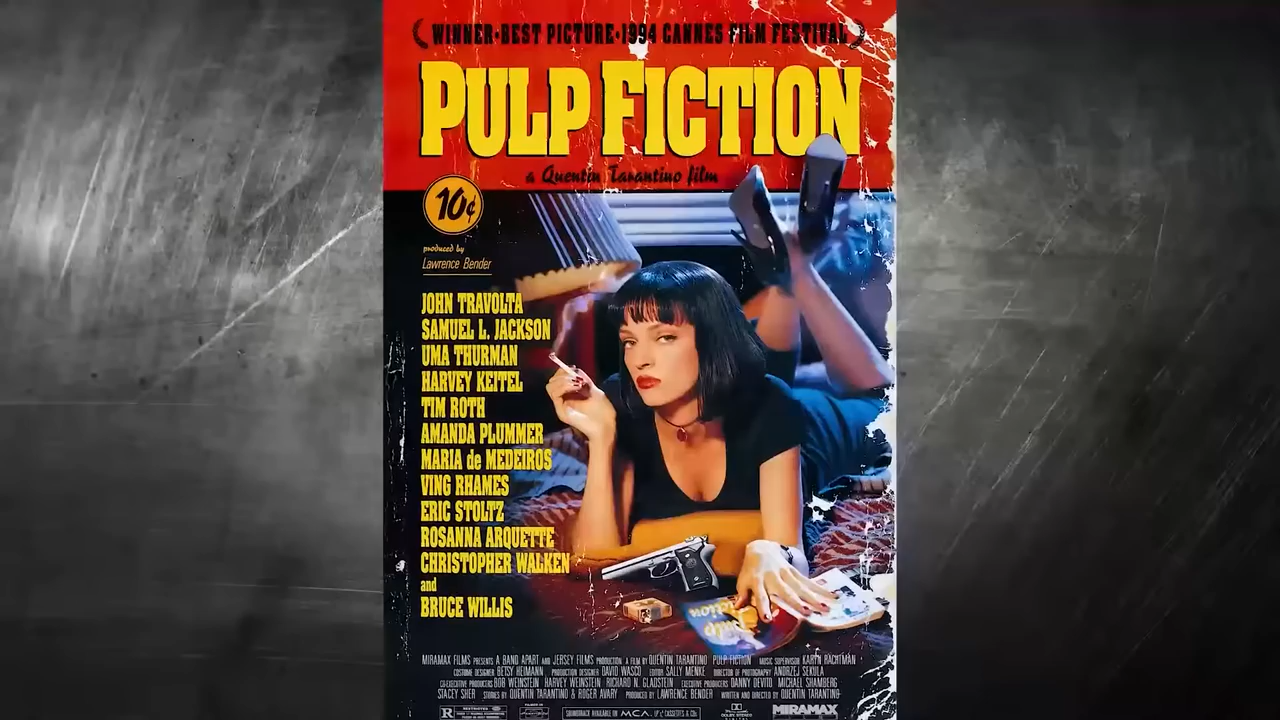 WINNER·BEST PICTURE·1994 CANNES FILM FESTIVAL
PULP FICTION
a Quentin Tarantino film
10¢
produced by
Lawrence Bender
JOHN TRAVOLTA
SAMUEL L. JACKSON
UMA THURMAN
HARVEY KEITEL
TIM ROTH
AMANDA PLUMMER
MARIA de MEDEIROS
VING RHAMES
ERIC STOLTZ
ROSANNA ARQUETTE
CHRISTOPHER WALKEN
and
BRUCE WILLIS
Pulp Fiction
MIRAMAX FILMS PRESENTS A BAND APART AND JERSEY FILMS PRODUCTION A FILM BY QUENTIN TARANTINO PULP FICTION MUSIC SUPERVISOR KARYN RACHTMAN
COSTUME DESIGNER BETSY HEIMANN PRODUCTION DESIGNER DAVID WASCO EDITOR SALLY MENKE DIRECTOR OF PHOTOGRAPHY ANDRZEJ SEKULA
CO-EXECUTIVE PRODUCERS BOB WEINSTEIN HARVEY WEINSTEIN RICHARD N. GLADSTEIN EXECUTIVE PRODUCERS DANNY DEVITO MICHAEL SHAMBERG
STACEY SHER STORIES BY QUENTIN TARANTINO & ROGER AVARY PRODUCED BY LAWRENCE BENDER WRITTEN AND DIRECTED BY QUENTIN TARANTINO
R RESTRICTED
SOUNDTRACK AVAILABLE ON MCA LP'S CASSETTES & CDS
MIRAMAX